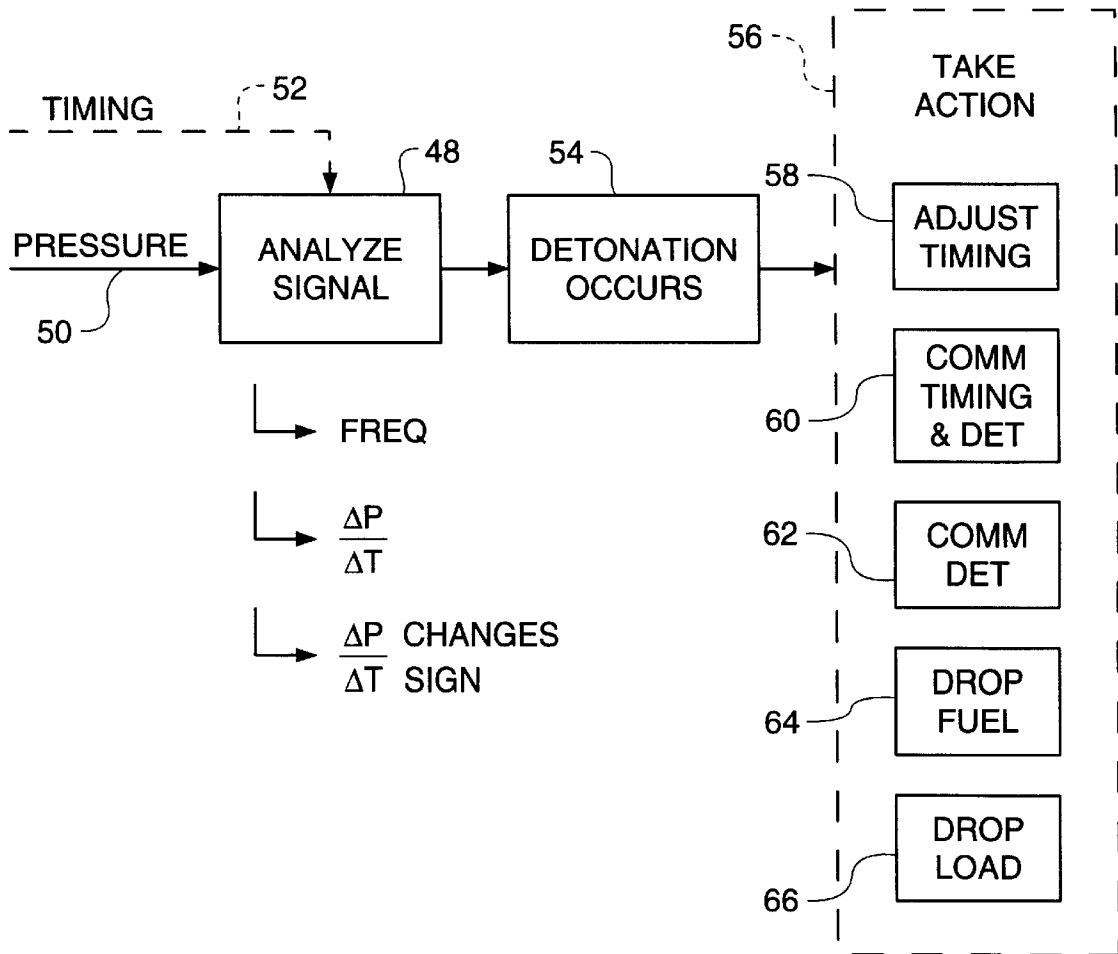 56
TAKE
ACTION
TIMING
52
48
54
58
ADJUST
TIMING
PRESSURE
50
ANALYZE
SIGNAL
DETONATION
OCCURS
COMM
TIMING
& DET
60
FREQ
ΔP
ΔT
62
COMM
DET
ΔP CHANGES
ΔT SIGN
64
DROP
FUEL
DROP
LOAD
66